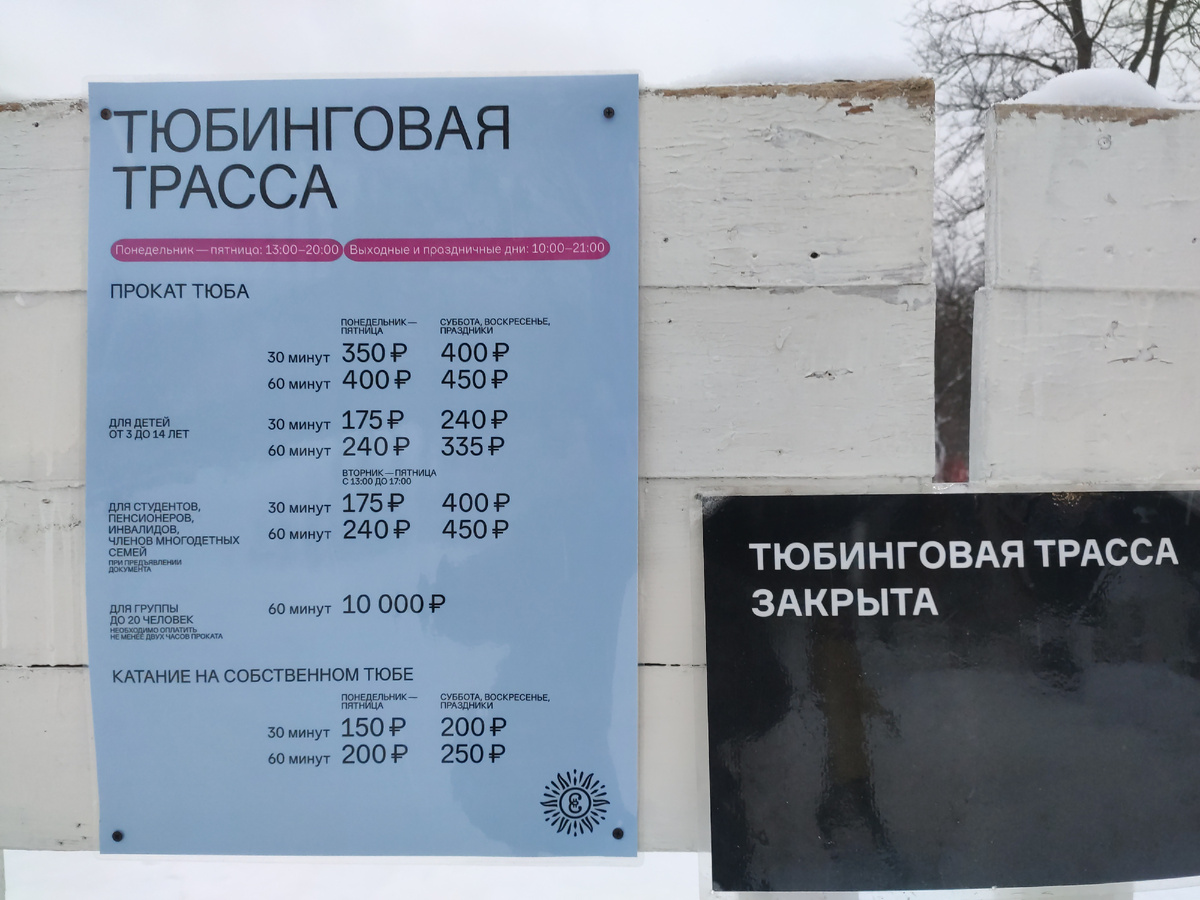 ТЮБИНГОВАЯ
ТРАССА
Понедельник — пятница: 13:00–20:00 Выходные и праздничные дни: 10:00–21:00
ПРОКАТ ТЮБА
ПОНЕДЕЛЬНИК —
ПЯТНИЦА
СУББОТА, ВОСКРЕСЕНЬЕ,
ПРАЗДНИКИ
30 минут 350 ₽ 400 ₽
60 минут 400 ₽ 450 ₽
ДЛЯ ДЕТЕЙ
ОТ 3 ДО 14 ЛЕТ
30 минут 175 ₽ 240 ₽
60 минут 240 ₽ 335 ₽
ВТОРНИК — ПЯТНИЦА
С 13:00 ДО 17:00
ДЛЯ СТУДЕНТОВ,
ПЕНСИОНЕРОВ,
ИНВАЛИДОВ,
ЧЛЕНОВ МНОГОДЕТНЫХ
СЕМЕЙ
ПРИ ПРЕДЪЯВЛЕНИИ
ДОКУМЕНТА
30 минут 175 ₽ 400 ₽
60 минут 240 ₽ 450 ₽
ДЛЯ ГРУППЫ
ДО 20 ЧЕЛОВЕК
НЕОБХОДИМО ОПЛАТИТЬ
НЕ МЕНЕЕ ДВУХ ЧАСОВ ПРОКАТА
60 минут 10 000 ₽
КАТАНИЕ НА СОБСТВЕННОМ ТЮБЕ
ПОНЕДЕЛЬНИК —
ПЯТНИЦА
СУББОТА, ВОСКРЕСЕНЬЕ,
ПРАЗДНИКИ
30 минут 150 ₽ 200 ₽
60 минут 200 ₽ 250 ₽
ТЮБИНГОВАЯ ТРАССА
ЗАКРЫТА